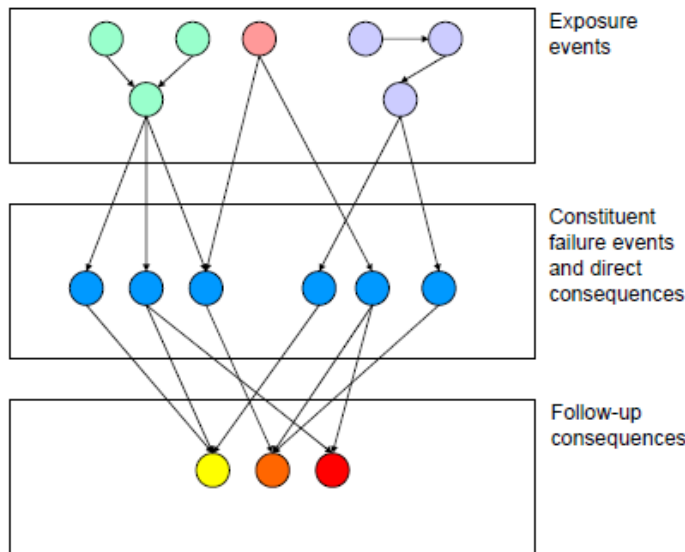 Exposure
events
Constituent
failure events
and direct
consequences
Follow-up
consequences